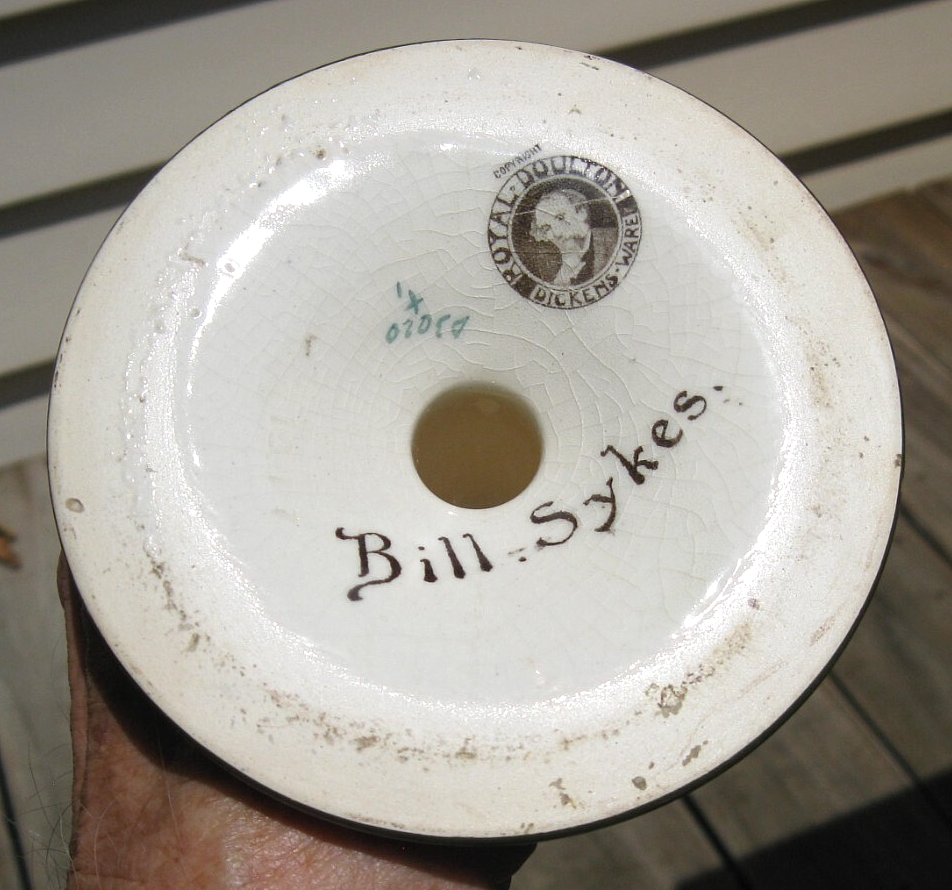 COPYRIGHT
ROYAL·DOULTON
DICKENS·WARE
D5020
Bill-Sykes.